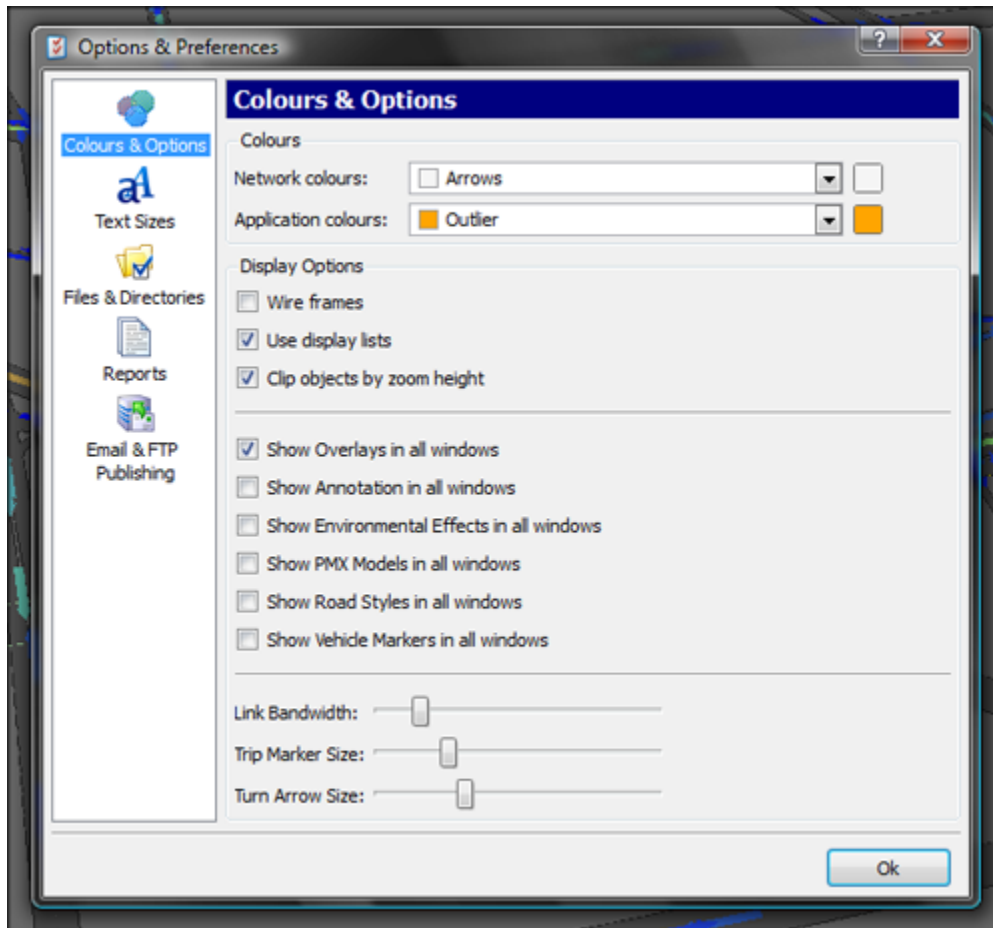 Options & Preferences
?
X
Colours & Options
Text Sizes
Files & Directories
Reports
Email & FTP
Publishing
Colours & Options
Colours
Network colours: Arrows
Application colours: Outlier
Display Options
Wire frames
Use display lists
Clip objects by zoom height
Show Overlays in all windows
Show Annotation in all windows
Show Environmental Effects in all windows
Show PMX Models in all windows
Show Road Styles in all windows
Show Vehicle Markers in all windows
Link Bandwidth:
Trip Marker Size:
Turn Arrow Size:
Ok